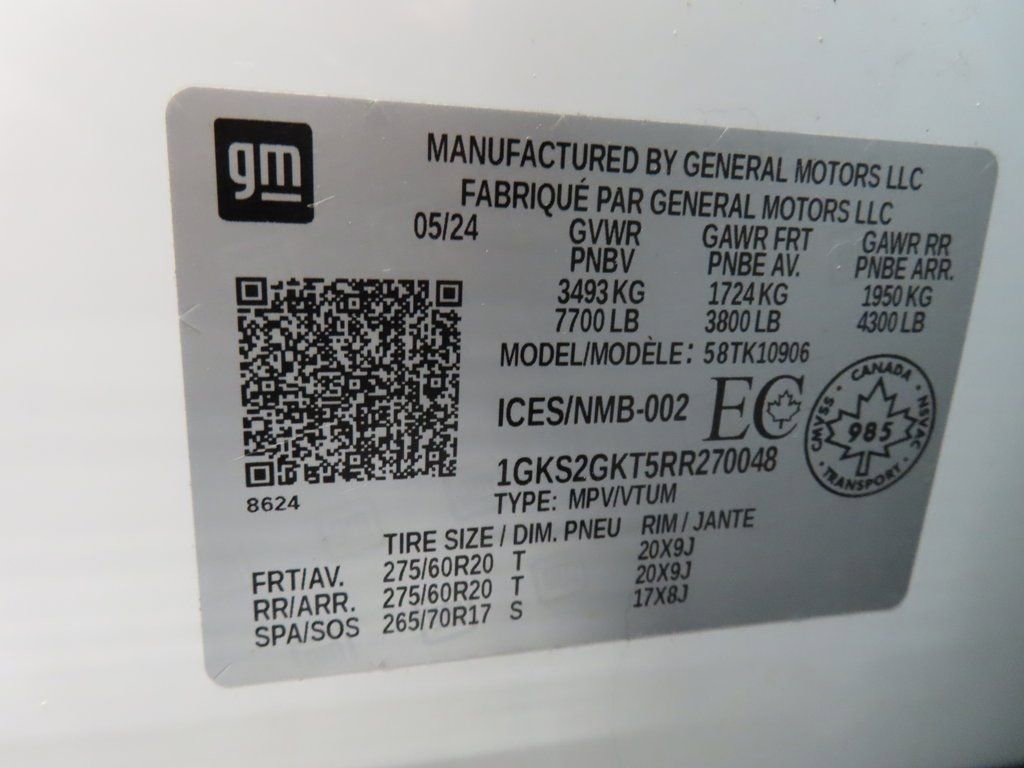 gm
MANUFACTURED BY GENERAL MOTORS LLC
FABRIQUÉ PAR GENERAL MOTORS LLC
05/24 GVWR GAWR FRT GAWR RR
PNBV PNBE AV. PNBE ARR.
3493 KG 1724 KG 1950 KG
7700 LB 3800 LB 4300 LB
MODEL/MODÈLE: 58TK10906
ICES/NMB-002 EC
CANADA
CMVSS 985 NSVAC
TRANSPORT
1GKS2GKT5RR270048
8624
TYPE: MPV/VTUM
TIRE SIZE / DIM. PNEU RIM / JANTE
FRT/AV. 275/60R20 T 20X9J
RR/ARR. 275/60R20 T 20X9J
SPA/SOS 265/70R17 S 17X8J